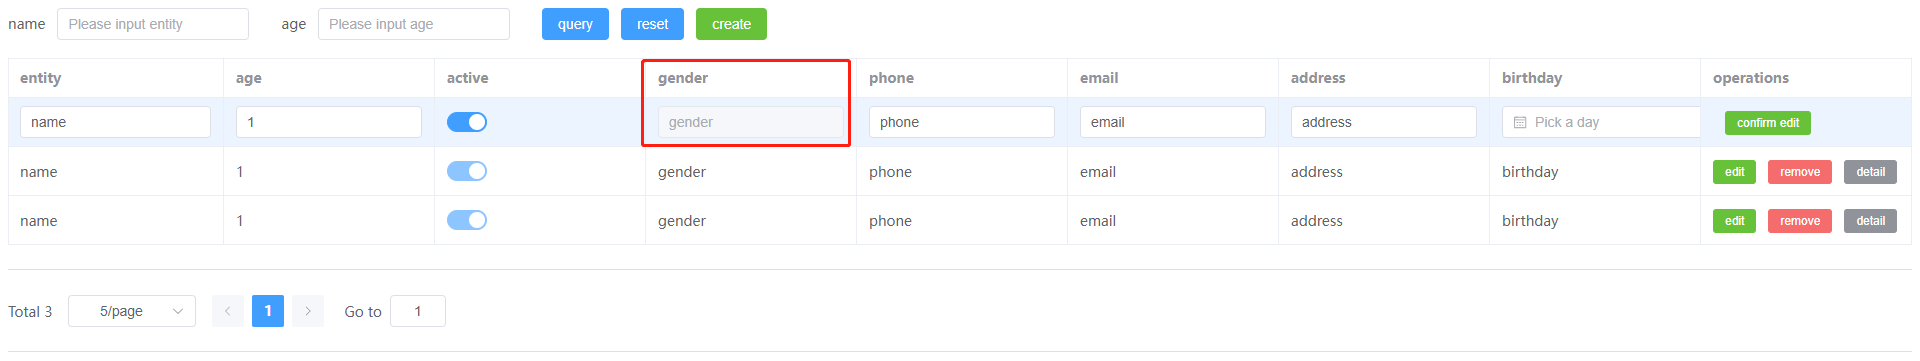 name Please input entity age Please input age query reset create
entity age active gender phone email address birthday operations
name 1 gender phone email address Pick a day confirm edit
name 1 gender phone email address birthday edit remove detail
name 1 gender phone email address birthday edit remove detail
Total 3 5/page 1 Go to 1